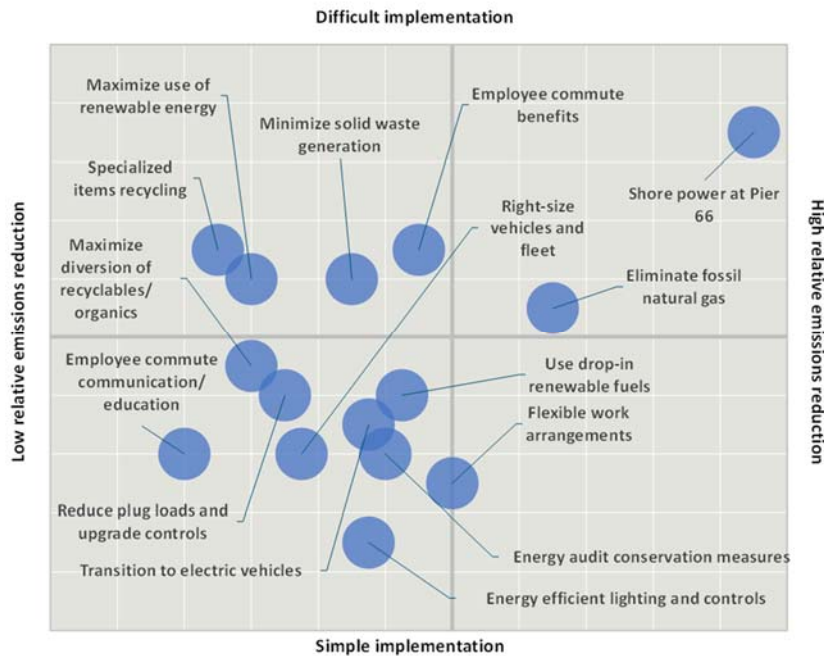 Difficult implementation
Maximize use of
renewable energy
Minimize solid waste
generation
Employee commute
benefits
Specialized
items recycling
Shore power at Pier
66
Right-size
vehicles and
fleet
Maximize
diversion of
recyclables/
organics
Eliminate fossil
natural gas
Low relative emissions reduction
High relative emissions reduction
Employee commute
communication/
education
Use drop-in
renewable fuels
Flexible work
arrangements
Reduce plug loads and
upgrade controls
Energy audit conservation measures
Transition to electric vehicles
Energy efficient lighting and controls
Simple implementation